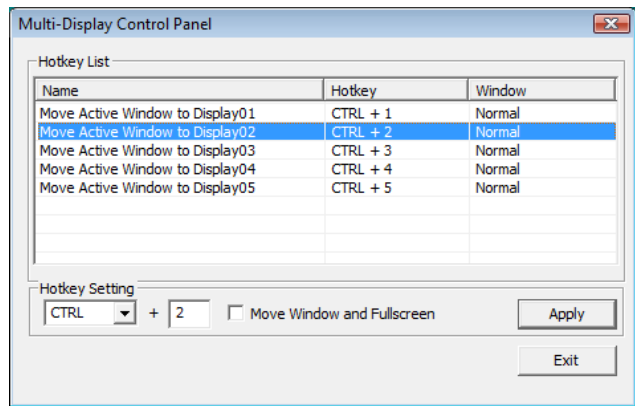 Multi-Display Control Panel
Hotkey List
Name Hotkey Window
Move Active Window to Display01 CTRL + 1 Normal
Move Active Window to Display02 CTRL + 2 Normal
Move Active Window to Display03 CTRL + 3 Normal
Move Active Window to Display04 CTRL + 4 Normal
Move Active Window to Display05 CTRL + 5 Normal
Hotkey Setting
CTRL + 2 Move Window and Fullscreen Apply
Exit